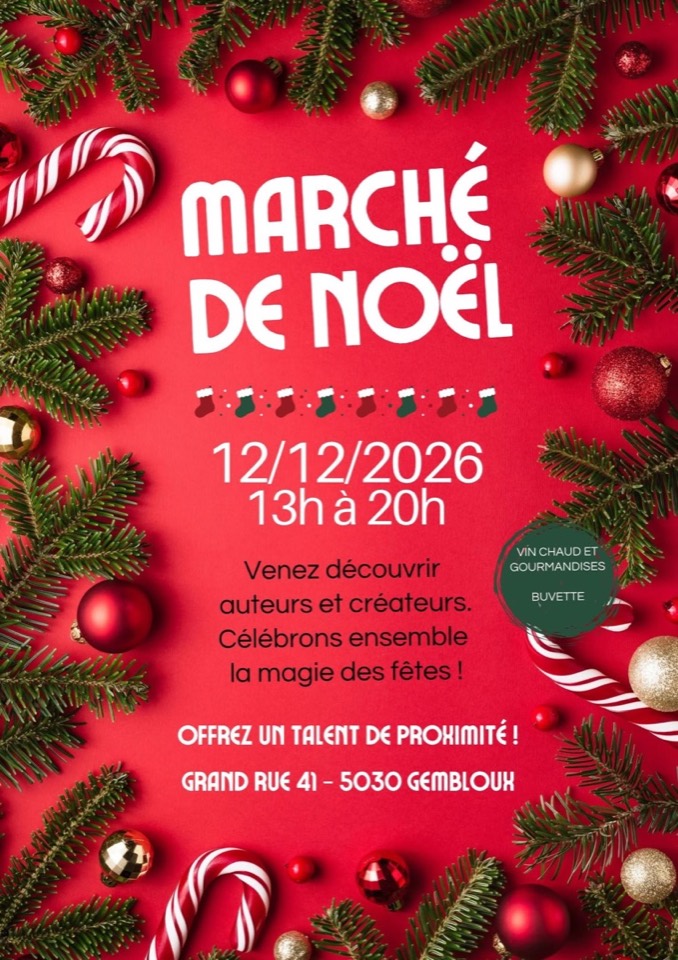 MARCHÉ
DE NOËL
12/12/2026
13h à 20h
VIN CHAUD ET
GOURMANDISES
BUVETTE
Venez découvrir
auteurs et créateurs.
Célébrons ensemble
la magie des fêtes !
OFFREZ UN TALENT DE PROXIMITÉ !
GRAND RUE 41 – 5030 GEMBLOUX